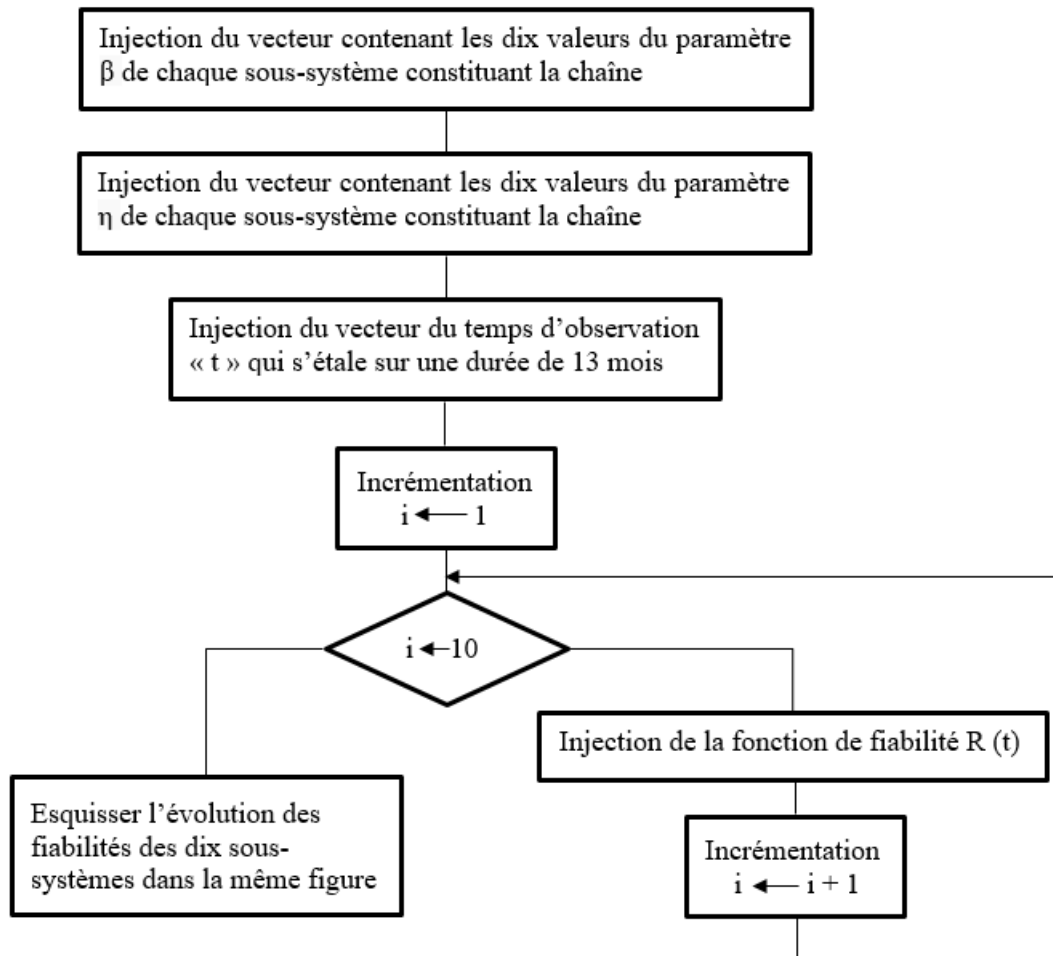 Injection du vecteur contenant les dix valeurs du paramètre
β de chaque sous-système constituant la chaîne
Injection du vecteur contenant les dix valeurs du paramètre
η de chaque sous-système constituant la chaîne
Injection du vecteur du temps d’observation
« t » qui s’étale sur une durée de 13 mois
Incrémentation
i ← 1
i ←10
Injection de la fonction de fiabilité R (t)
Esquisser l’évolution des
fiabilités des dix sous-
systèmes dans la même figure
Incrémentation
i ← i + 1